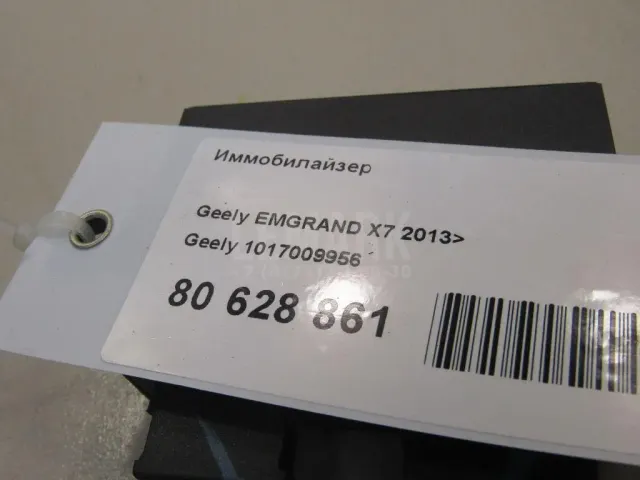 Иммобилайзер
Geely EMGRAND X7 2013>
Geely 1017009956
80 628 861